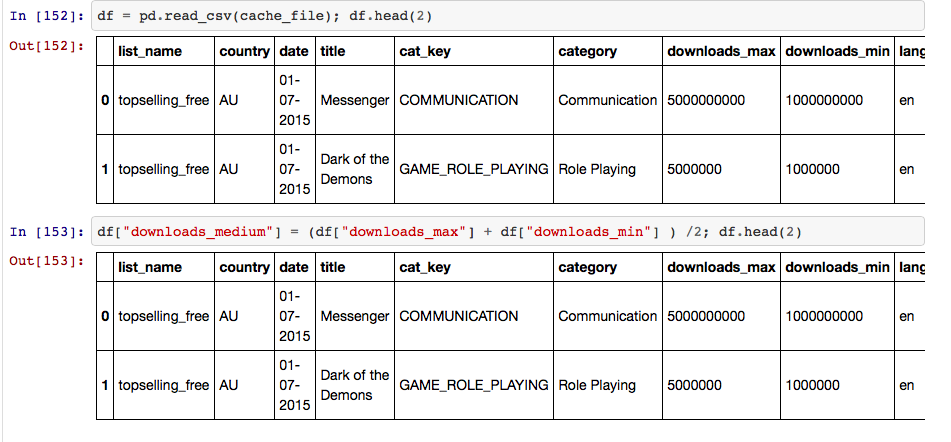 In [152]: df = pd.read_csv(cache_file); df.head(2)
Out[152]:
list_name country date title cat_key category downloads_max downloads_min lang
0 topselling_free AU 01-07-2015 Messenger COMMUNICATION Communication 5000000000 1000000000 en
1 topselling_free AU 01-07-2015 Dark of the Demons GAME_ROLE_PLAYING Role Playing 5000000 1000000 en
In [153]: df["downloads_medium"] = (df["downloads_max"] + df["downloads_min"] ) /2; df.head(2)
Out[153]:
list_name country date title cat_key category downloads_max downloads_min lang
0 topselling_free AU 01-07-2015 Messenger COMMUNICATION Communication 5000000000 1000000000 en
1 topselling_free AU 01-07-2015 Dark of the Demons GAME_ROLE_PLAYING Role Playing 5000000 1000000 en